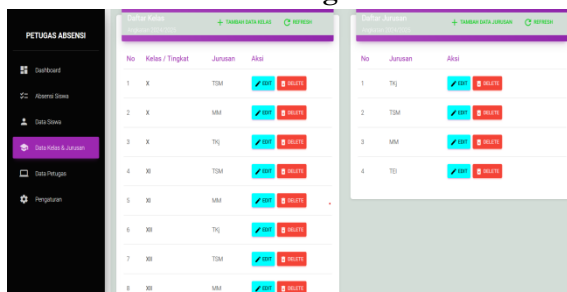 PETUGAS ABSENSI
Dashboard
Absensi Siswa
Data Siswa
Data Kelas & Jurusan
Data Petugas
Pengaturan
Daftar Kelas
Angkatan 2024/2025
+ TAMBAH DATA KELAS
REFRESH
No Kelas / Tingkat Jurusan Aksi
1 X TSM EDIT DELETE
2 X MM EDIT DELETE
3 X TKJ EDIT DELETE
4 XI TSM EDIT DELETE
5 XI MM EDIT DELETE
6 XII TKJ EDIT DELETE
7 XII TSM EDIT DELETE
8 XII MM EDIT DELETE
Daftar Jurusan
+ TAMBAH DATA JURUSAN
REFRESH
No Jurusan Aksi
1 TKJ EDIT DELETE
2 TSM EDIT DELETE
3 MM EDIT DELETE
4 TEI EDIT DELETE